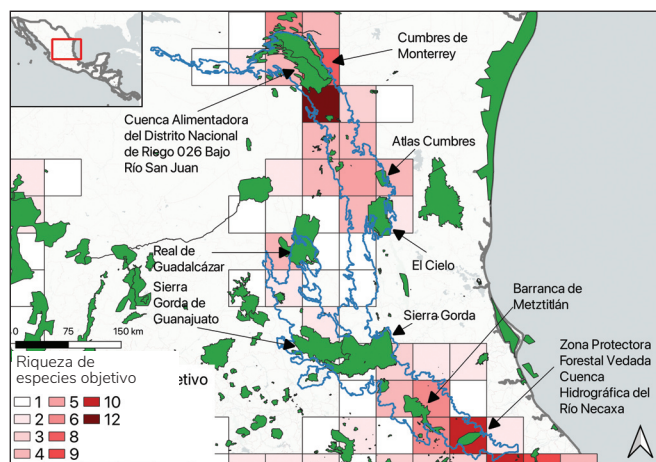 Cumbres de
Monterrey
Cuenca Alimentadora
del Distrito Nacional
de Riego 026 Bajo
Río San Juan
Atlas Cumbres
Real de
Guadalcázar
El Cielo
Sierra
Gorda de
Guanajuato
Barranca de
Metztitlán
Sierra Gorda
Zona Protectora
Forestal Vedada
Cuenca
Hidrográfica del
Río Necaxa
0 75 150 km
Riqueza de
especies objetivo
etivo
1 5 10
2 6 12
3 8
4 9